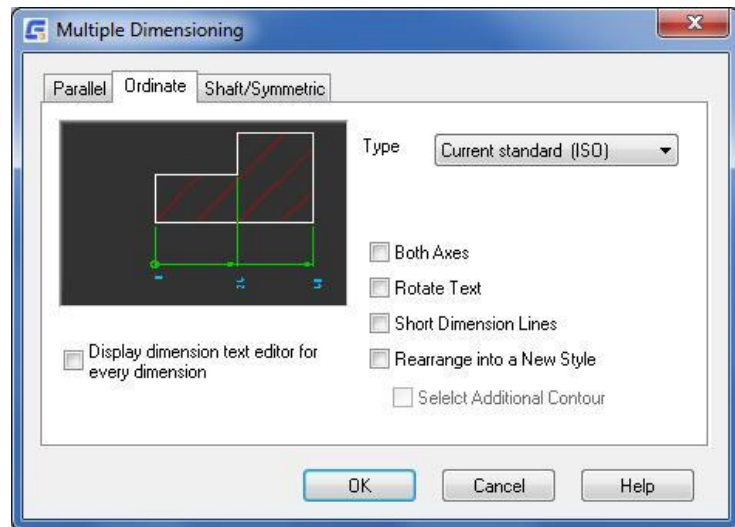 Multiple Dimensioning
Parallel Ordinate Shaft/Symmetric
Type Current standard (ISO)
Both Axes
Rotate Text
Short Dimension Lines
Display dimension text editor for
every dimension
Rearrange into a New Style
Selelct Additional Contour
OK Cancel Help